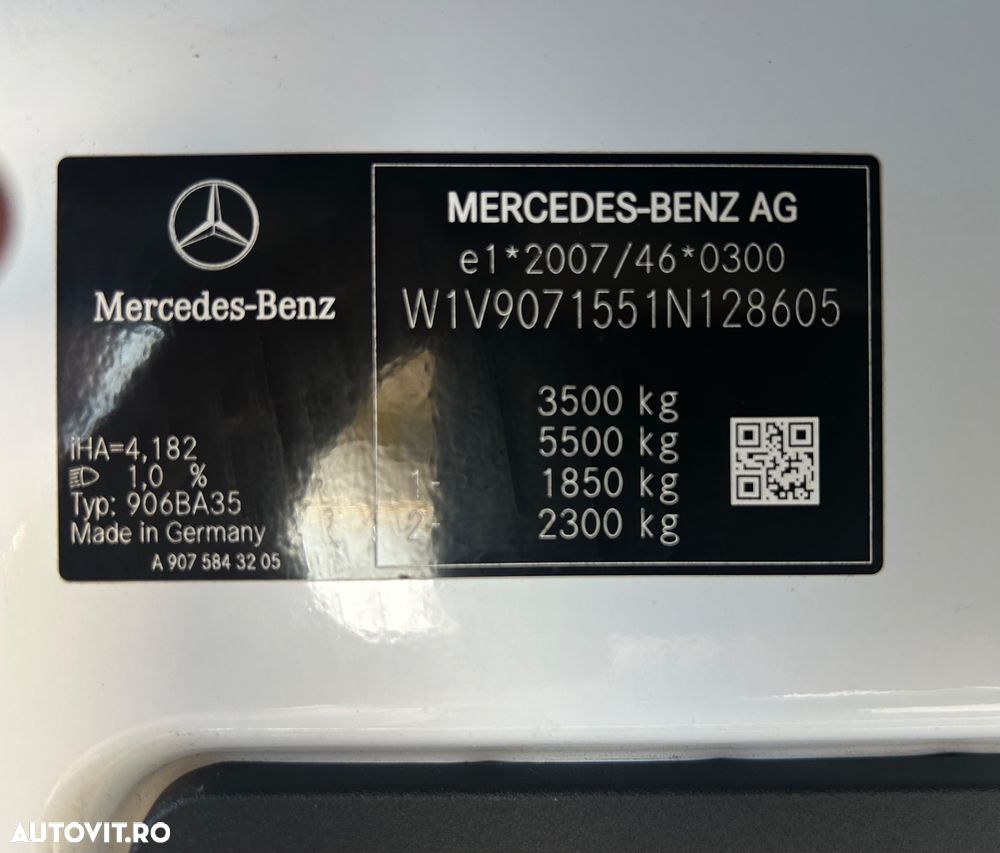 Mercedes-Benz
iHA=4,182
1,0 %
Typ: 906BA35
Made in Germany
A 907 584 32 05
MERCEDES-BENZ AG
e1*2007/46*0300
W1V9071551N128605
3500 kg
5500 kg
1- 1850 kg
2- 2300 kg
AUTOVIT.RO